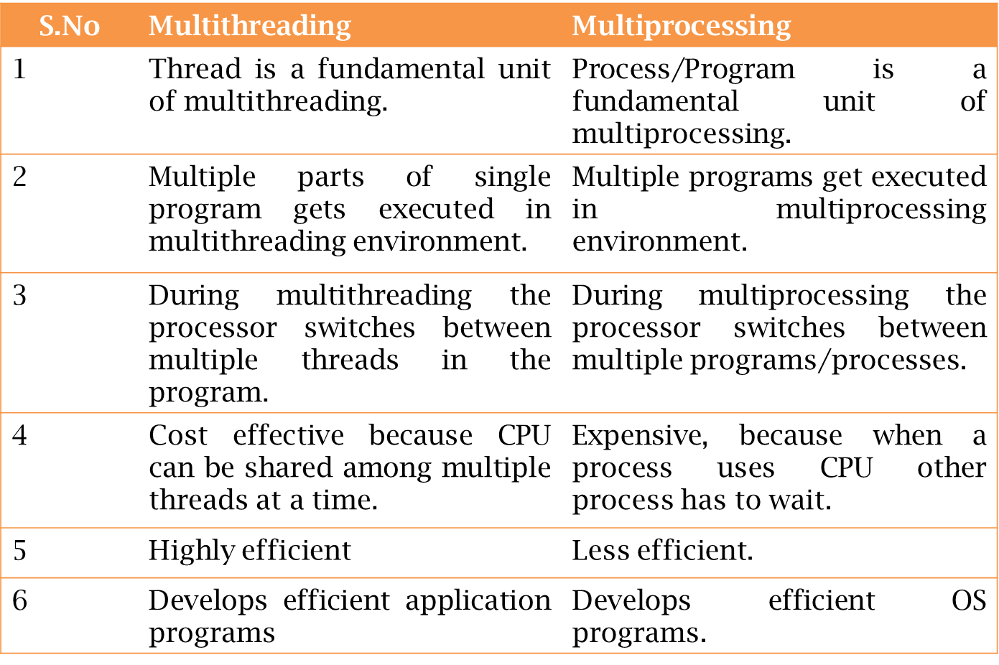 S.No Multithreading Multiprocessing
1 Thread is a fundamental unit Process/Program is a
of multithreading. fundamental unit of
multiprocessing.
2 Multiple parts of single Multiple programs get executed
program gets executed in in multiprocessing
multithreading environment. environment.
3 During multithreading the During multiprocessing the
processor switches between processor switches between
multiple threads in the multiple programs/processes.
program.
4 Cost effective because CPU Expensive, because when a
can be shared among multiple process uses CPU other
threads at a time. process has to wait.
5 Highly efficient Less efficient.
6 Develops efficient application Develops efficient OS
programs programs.